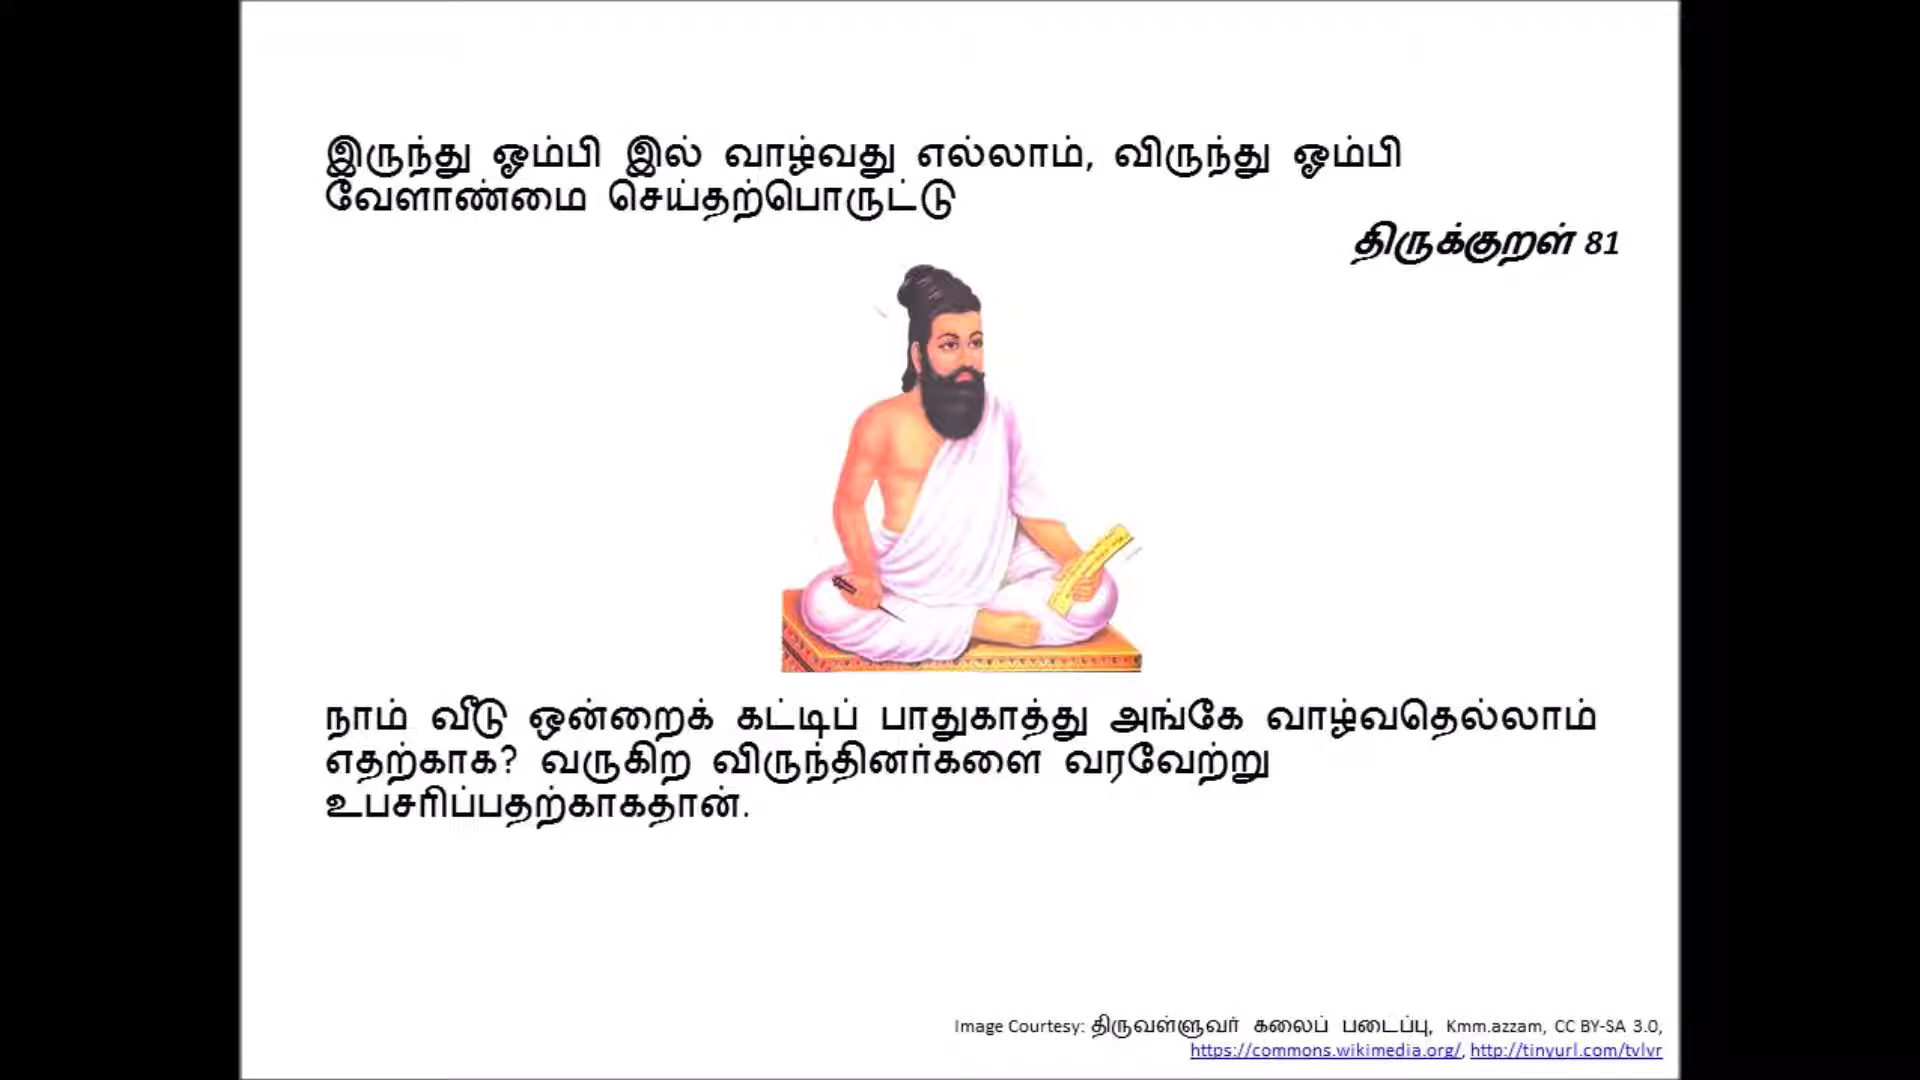 இருந்து ஓம்பி இல் வாழ்வது எல்லாம், விருந்து ஓம்பி
வேளாண்மை செய்தற்பொருட்டு
திருக்குறள் 81
நாம் வீடு ஒன்றைக் கட்டிப் பாதுகாத்து அங்கே வாழ்வதெல்லாம்
எதற்காக? வருகிற விருந்தினர்களை வரவேற்று
உபசரிப்பதற்காகதான்.
Image Courtesy: திருவள்ளுவர் கலைப் படைப்பு, Kmm.azzam, CC BY-SA 3.0,
https://commons.wikimedia.org/, http://tinyurl.com/tvlvr